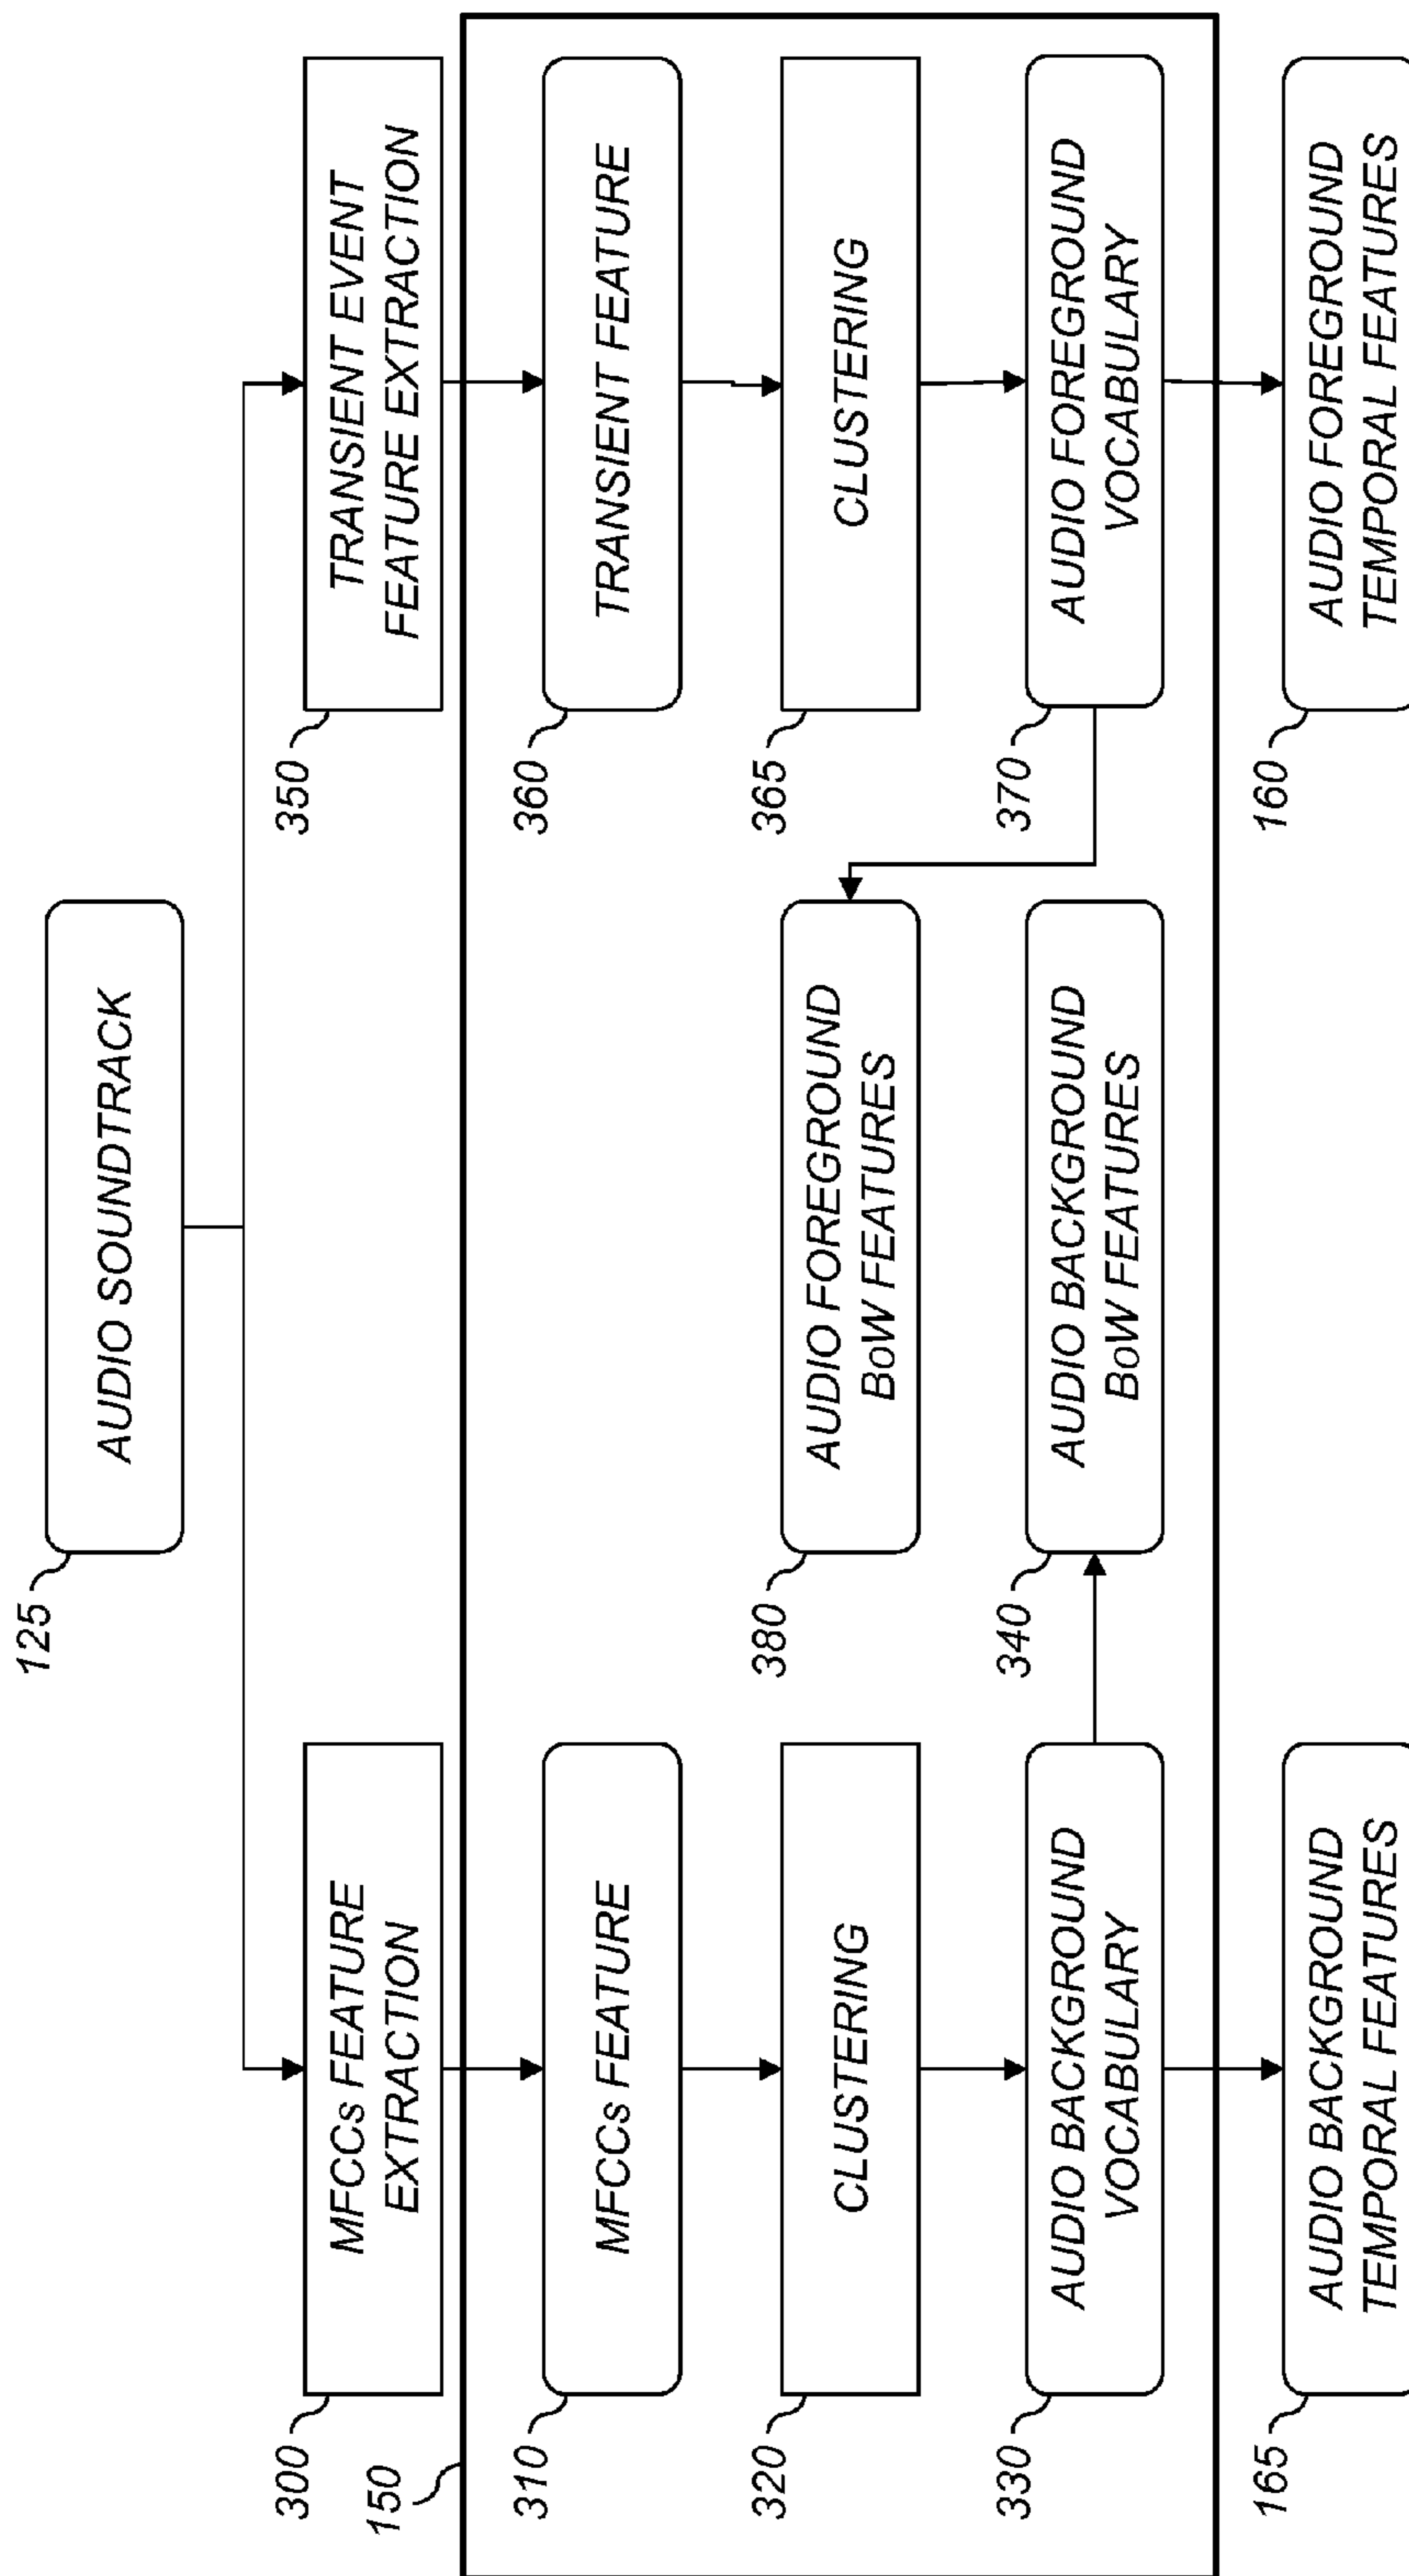 125
AUDIO SOUNDTRACK
300
MFCCs FEATURE
EXTRACTION
350
TRANSIENT EVENT
FEATURE EXTRACTION
150
310
MFCCs FEATURE
360
TRANSIENT FEATURE
320
CLUSTERING
380
AUDIO FOREGROUND
BoW FEATURES
365
CLUSTERING
330
AUDIO BACKGROUND
VOCABULARY
340
AUDIO BACKGROUND
BoW FEATURES
370
AUDIO FOREGROUND
VOCABULARY
165
AUDIO BACKGROUND
TEMPORAL FEATURES
160
AUDIO FOREGROUND
TEMPORAL FEATURES